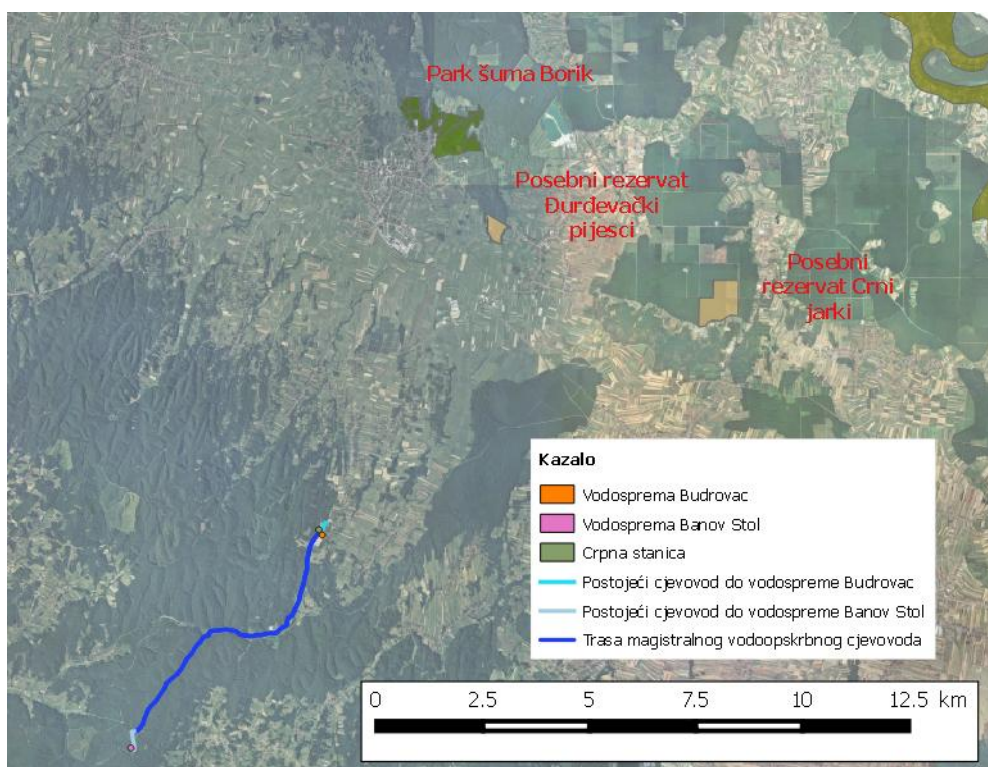 Park šuma Borik
Posebni rezervat
Đurđevački
pijesci
Posebni
rezervat Crni
jarki
Kazalo
Vodosprema Budrovac
Vodosprema Banov Stol
Crpna stanica
Postojeći cjevovod do vodospreme Budrovac
Postojeći cjevovod do vodospreme Banov Stol
Trasa magistralnog vodoopskrbnog cjevovoda
0 2.5 5 7.5 10 12.5 km